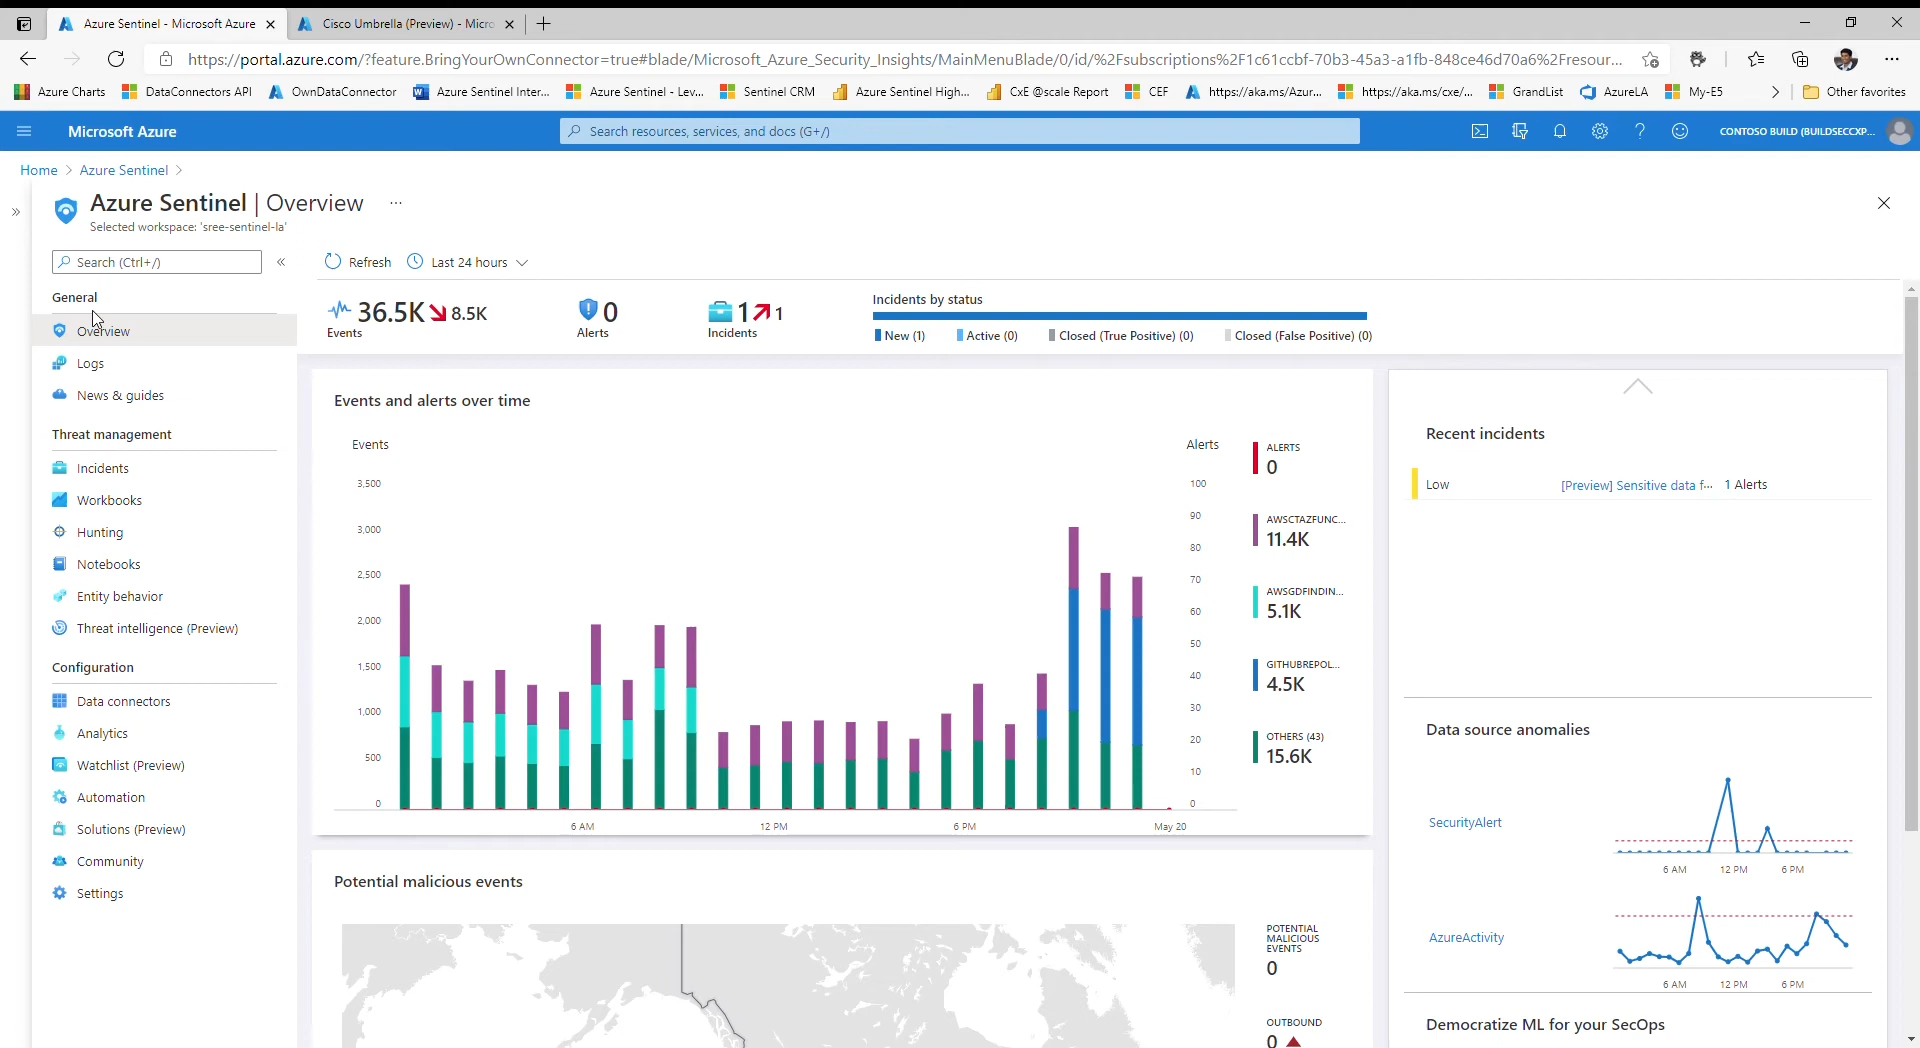 Azure Sentinel - Microsoft Azure
Cisco Umbrella (Preview) - Micro
https://portal.azure.com/?feature.BringYourOwnConnector=true#blade/Microsoft_Azure_Security_Insights/MainMenuBlade/0/id/%2Fsubscriptions%2F1c61ccbf-70b3-45a3-a1fb-848ce46d70a6%2Fresour...
Azure Charts
DataConnectors API
OwnDataConnector
Azure Sentinel Inter...
Azure Sentinel - Lev...
Sentinel CRM
Azure Sentinel High...
CxE @scale Report
CEF
https://aka.ms/Azur...
https://aka.ms/cxe/...
GrandList
AzureLA
My-E5
Other favorites
Microsoft Azure
Search resources, services, and docs (G+/)
CONTOSO BUILD (BUILDSECCXP...
Home > Azure Sentinel >
Azure Sentinel | Overview ...
Selected workspace: 'sree-sentinel-la'
Search (Ctrl+/)
Refresh
Last 24 hours
General
Overview
Logs
News & guides
Threat management
Incidents
Workbooks
Hunting
Notebooks
Entity behavior
Threat intelligence (Preview)
Configuration
Data connectors
Analytics
Watchlist (Preview)
Automation
Solutions (Preview)
Community
Settings
36.5K 8.5K
Events
0
Alerts
1 1
Incidents
Incidents by status
New (1)
Active (0)
Closed (True Positive) (0)
Closed (False Positive) (0)
Events and alerts over time
Events
3,500
3,000
2,500
2,000
1,500
1,000
500
0
6 AM
12 PM
6 PM
May 20
Alerts
100
90
80
70
60
50
40
30
20
10
0
ALERTS
0
AWSCTAZFUNC...
11.4K
AWSGDFINDIN...
5.1K
GITHUBREPOL...
4.5K
OTHERS (43)
15.6K
Potential malicious events
POTENTIAL
MALICIOUS
EVENTS
0
OUTBOUND
0
Recent incidents
Low
[Preview] Sensitive data f...
1 Alerts
Data source anomalies
SecurityAlert
6 AM
12 PM
6 PM
AzureActivity
6 AM
12 PM
6 PM
Democratize ML for your SecOps